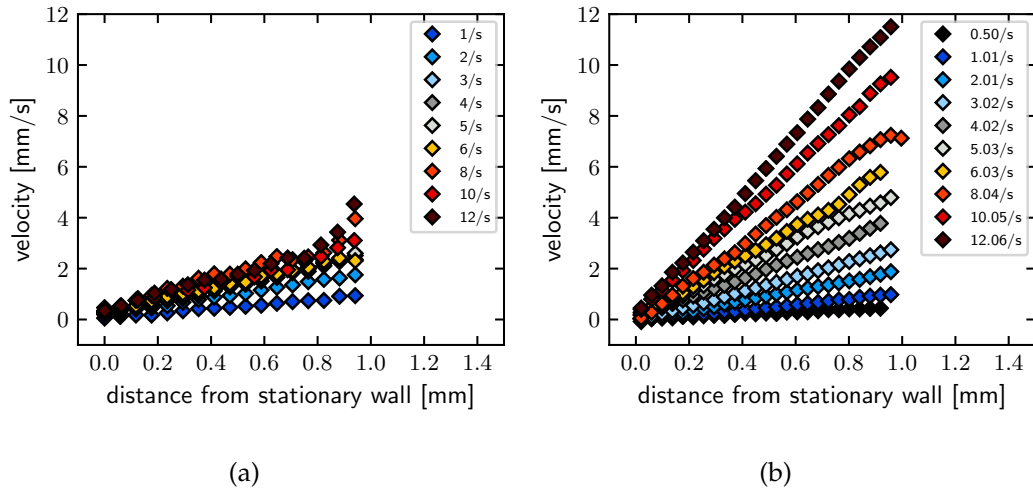 12
10
8
6
4
2
0
velocity [mm/s]
1/s
2/s
3/s
4/s
5/s
6/s
8/s
10/s
12/s
0.0 0.2 0.4 0.6 0.8 1.0 1.2 1.4
distance from stationary wall [mm]
(a)
12
10
8
6
4
2
0
velocity [mm/s]
0.50/s
1.01/s
2.01/s
3.02/s
4.02/s
5.03/s
6.03/s
8.04/s
10.05/s
12.06/s
0.0 0.2 0.4 0.6 0.8 1.0 1.2 1.4
distance from stationary wall [mm]
(b)